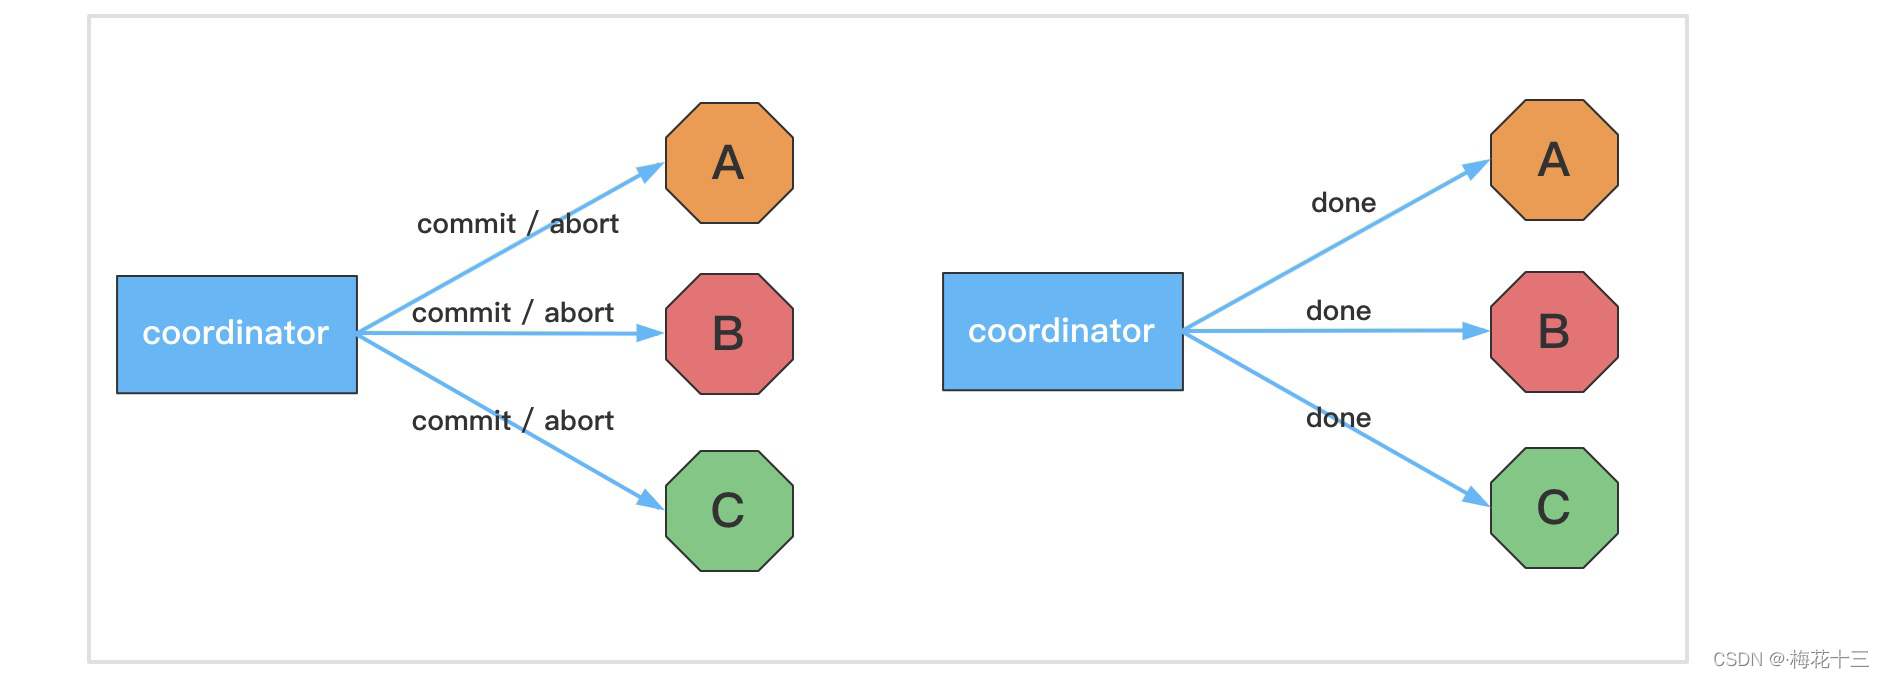 A
commit / abort
coordinator
commit / abort
B
commit / abort
C
A
done
coordinator
done
B
done
C
CSDN @·梅花十三